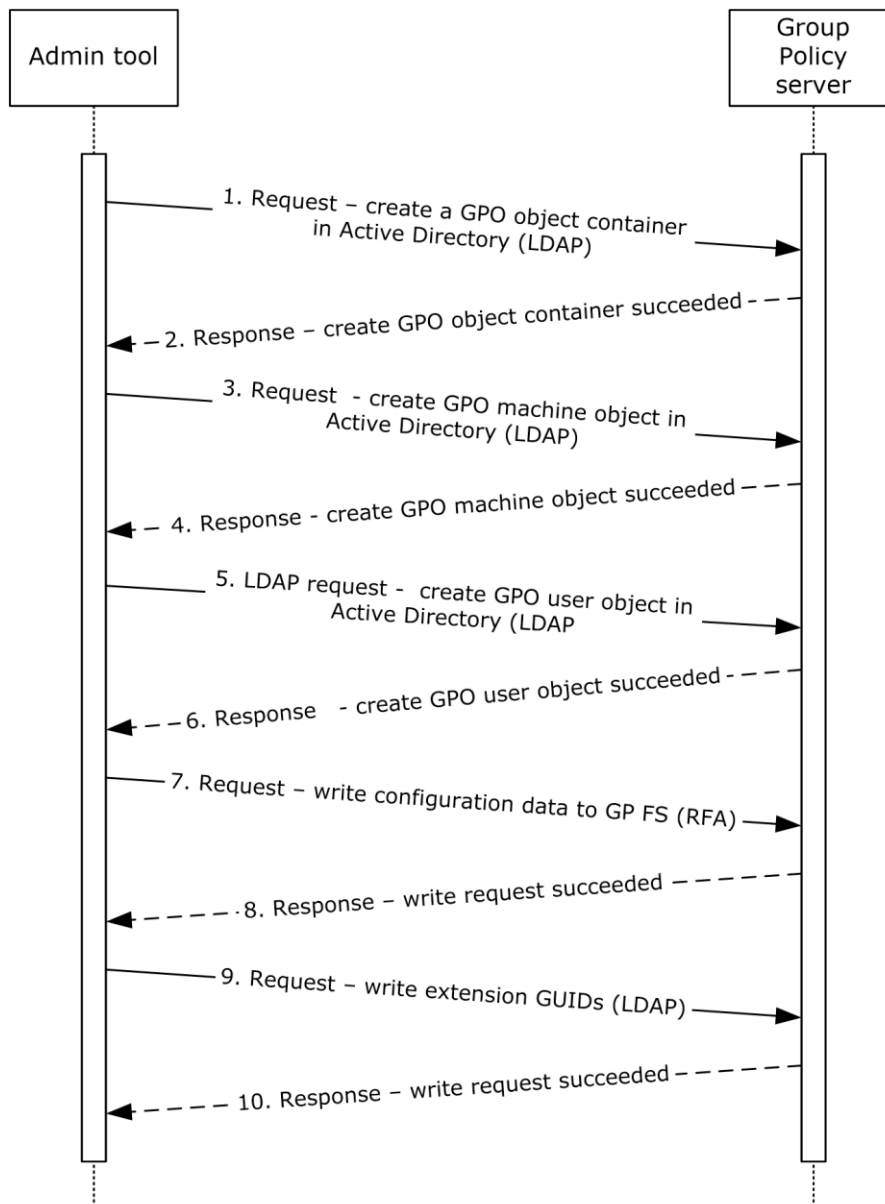 Admin tool
Group
Policy
server
1. Request – create a GPO object container
in Active Directory (LDAP)
2. Response – create GPO object container succeeded
3. Request - create GPO machine object in
Active Directory (LDAP)
4. Response - create GPO machine object succeeded
5. LDAP request - create GPO user object in
Active Directory (LDAP
6. Response - create GPO user object succeeded
7. Request – write configuration data to GP FS (RFA)
8. Response – write request succeeded
9. Request – write extension GUIDs (LDAP)
10. Response – write request succeeded